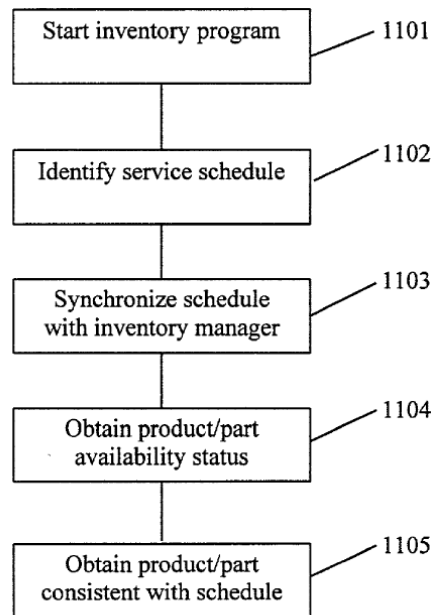 Start inventory program
1101
Identify service schedule
1102
Synchronize schedule
with inventory manager
1103
Obtain product/part
availability status
1104
Obtain product/part
consistent with schedule
1105